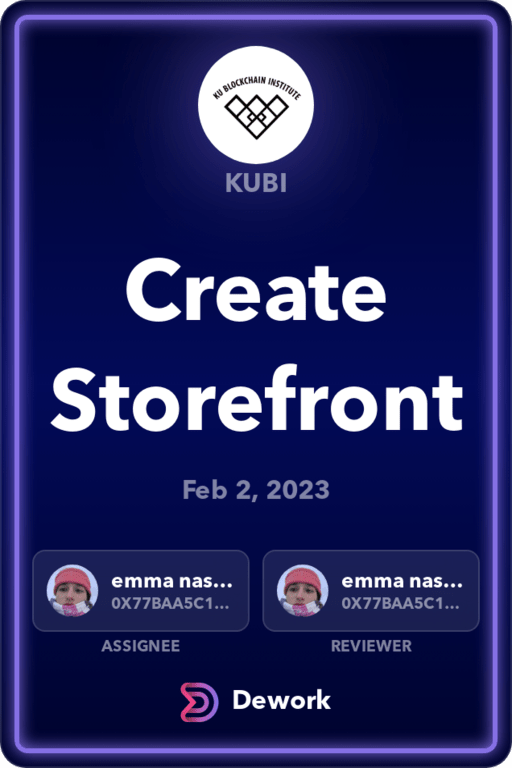 KU BLOCKCHAIN INSTITUTE
KUBI
Create
Storefront
Feb 2, 2023
emma nas...
0X77BAA5C1...
ASSIGNEE
emma nas...
0X77BAA5C1...
REVIEWER
Dework